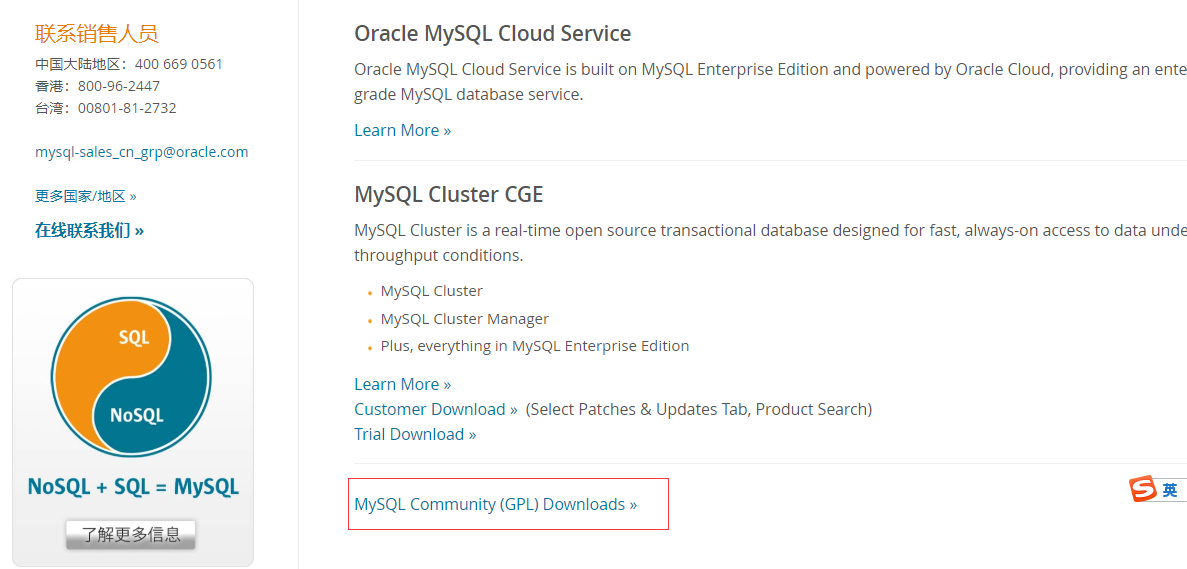 联系销售人员
中国大陆地区：400 669 0561
香港：800-96-2447
台湾：00801-81-2732
mysql-sales_cn_grp@oracle.com
更多国家/地区 »
在线联系我们 »
SQL
NoSQL
NoSQL + SQL = MySQL
了解更多信息
Oracle MySQL Cloud Service
Oracle MySQL Cloud Service is built on MySQL Enterprise Edition and powered by Oracle Cloud, providing an ente
grade MySQL database service.
Learn More »
MySQL Cluster CGE
MySQL Cluster is a real-time open source transactional database designed for fast, always-on access to data unde
throughput conditions.
MySQL Cluster
MySQL Cluster Manager
Plus, everything in MySQL Enterprise Edition
Learn More »
Customer Download » (Select Patches & Updates Tab, Product Search)
Trial Download »
MySQL Community (GPL) Downloads »
S 英